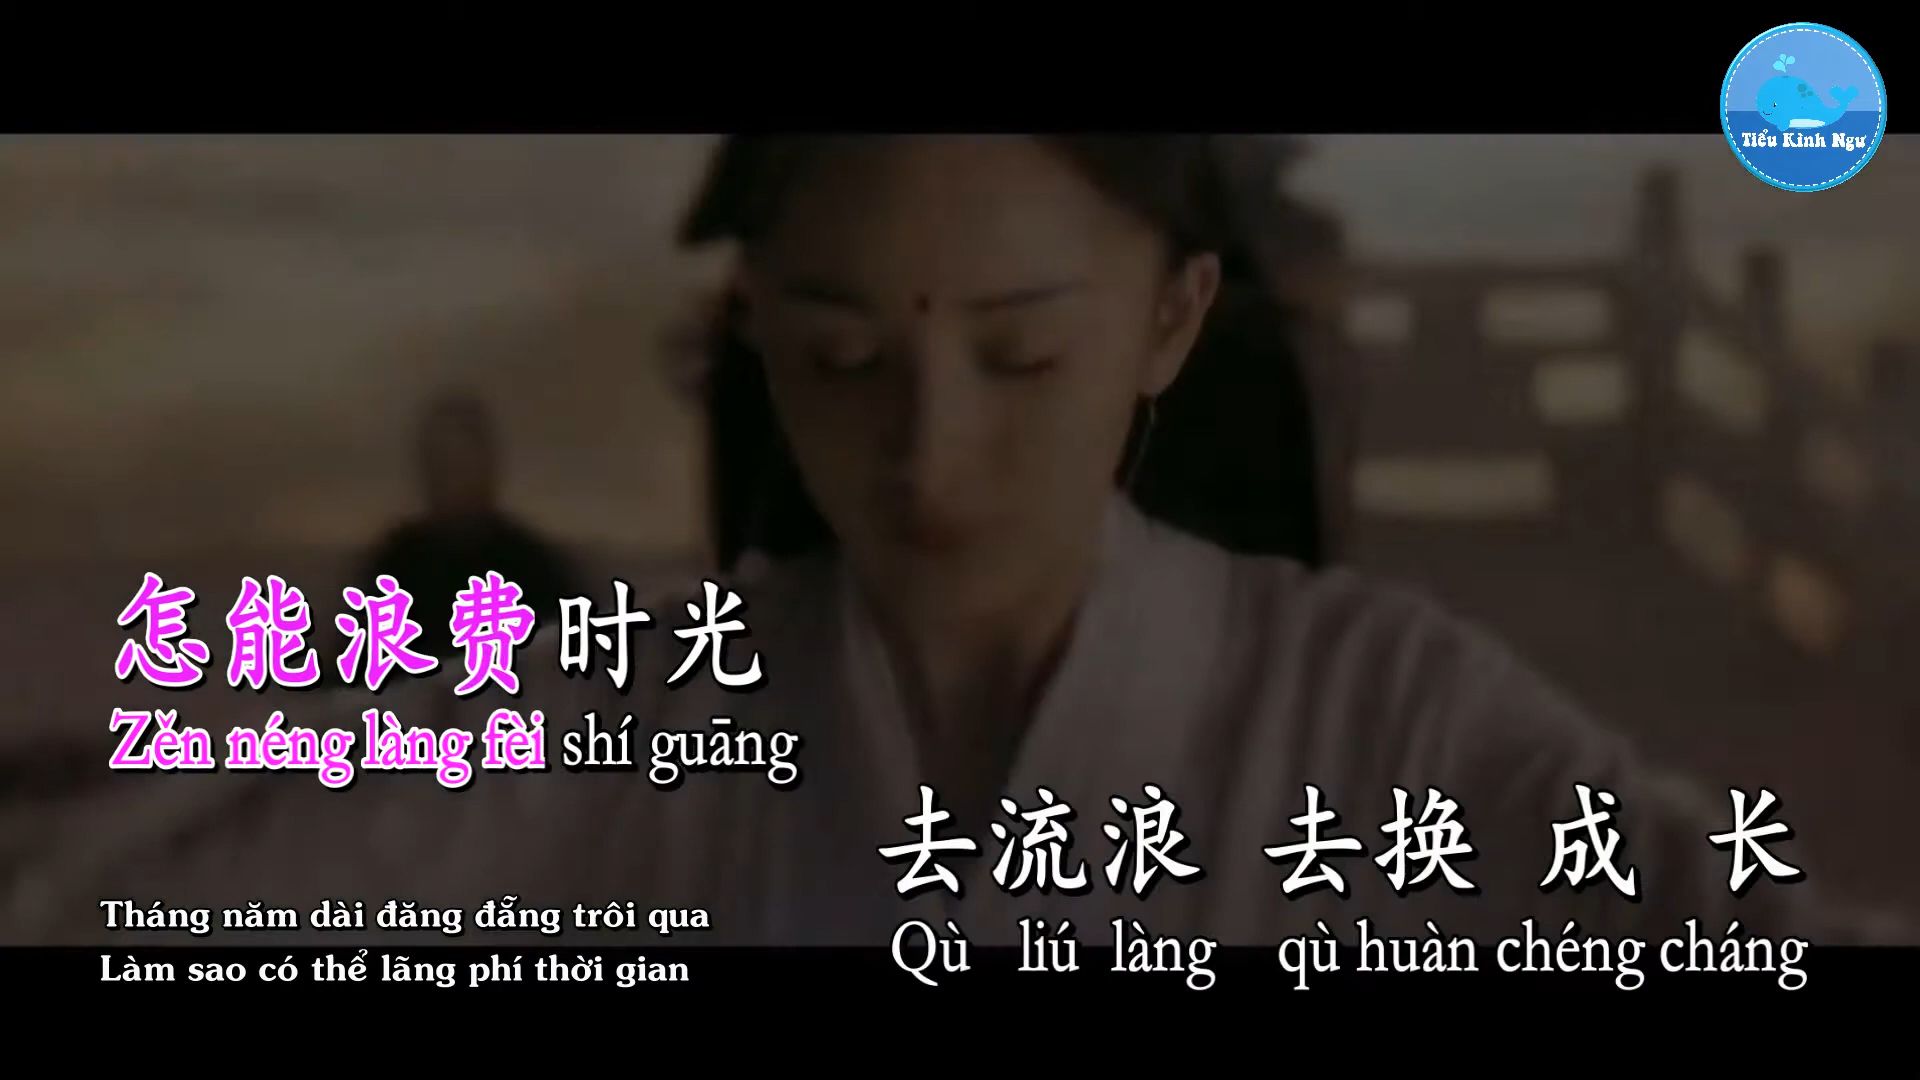 Tiểu Kình Ngư
怎能浪费时光
Zěn néng làng fèi shí guāng
去流浪 去换 成 长
Qù liú làng qù huàn chéng cháng
Tháng năm dài đăng đẵng trôi qua
Làm sao có thể lãng phí thời gian